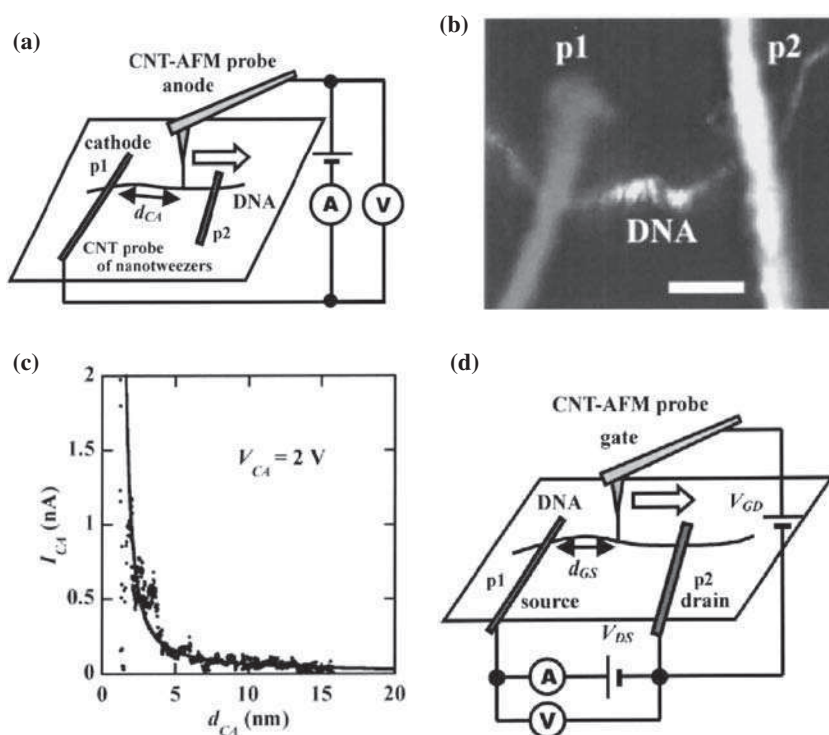 (a)
CNT-AFM probe
anode
cathode
p1
d_CA
DNA
p2
CNT probe
of nanotweezers
A
V
(b)
p1
p2
DNA
(c)
2
1.5
1
0.5
0
I_CA (nA)
V_CA = 2 V
0 5 10 15 20
d_CA (nm)
(d)
CNT-AFM probe
gate
DNA
V_GD
d_GS
p1
p2
source
drain
V_DS
A
V